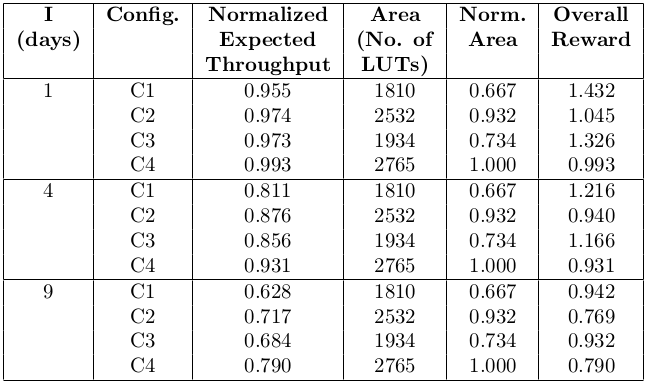 I Config. Normalized Area Norm. Overall
(days) Expected (No. of Area Reward
Throughput LUTs)
1 C1 0.955 1810 0.667 1.432
C2 0.974 2532 0.932 1.045
C3 0.973 1934 0.734 1.326
C4 0.993 2765 1.000 0.993
4 C1 0.811 1810 0.667 1.216
C2 0.876 2532 0.932 0.940
C3 0.856 1934 0.734 1.166
C4 0.931 2765 1.000 0.931
9 C1 0.628 1810 0.667 0.942
C2 0.717 2532 0.932 0.769
C3 0.684 1934 0.734 0.932
C4 0.790 2765 1.000 0.790